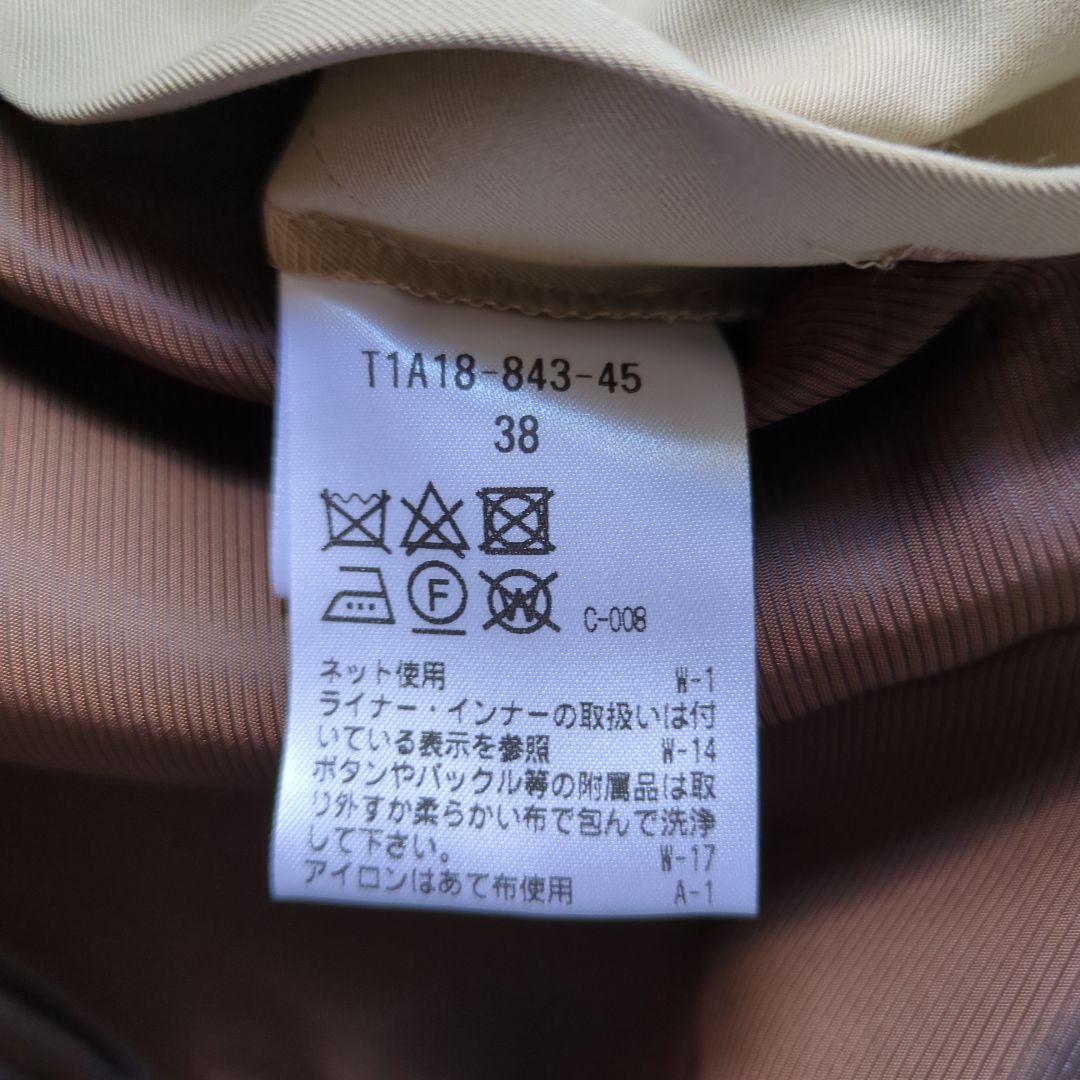 T1A18-843-45
38
F W C-008
ネット使用 W-1
ライナー・インナーの取扱いは付
いている表示を参照 W-14
ボタンやバックル等の附属品は取
り外すか柔らかい布で包んで洗浄
して下さい。 W-17
アイロンはあて布使用 A-1